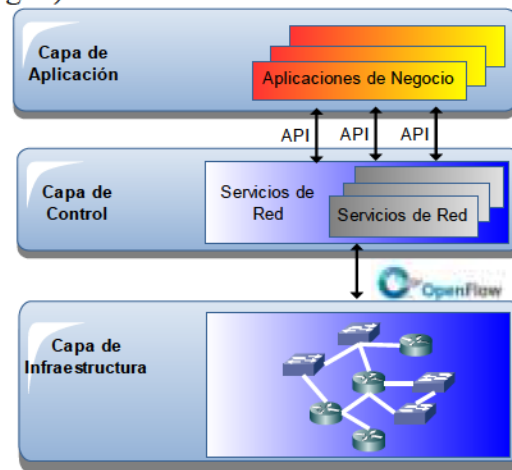 Capa de
Aplicación
Aplicaciones de Negocio
API
API
API
Capa de
Control
Servicios de
Red
Servicios de Red
OpenFlow
Capa de
Infraestructura